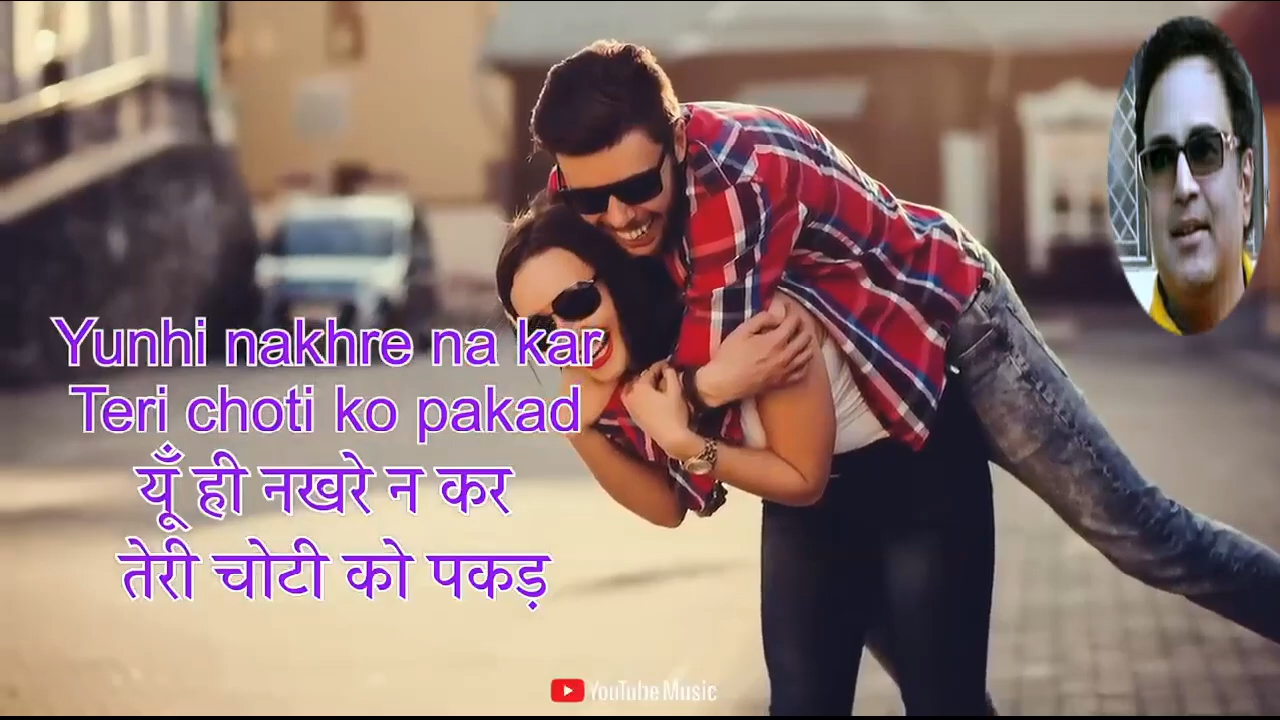 Yunhi nakhre na kar
Teri choti ko pakad
यूँ ही नखरे न कर
तेरी चोटी को पकड़
YouTube Music